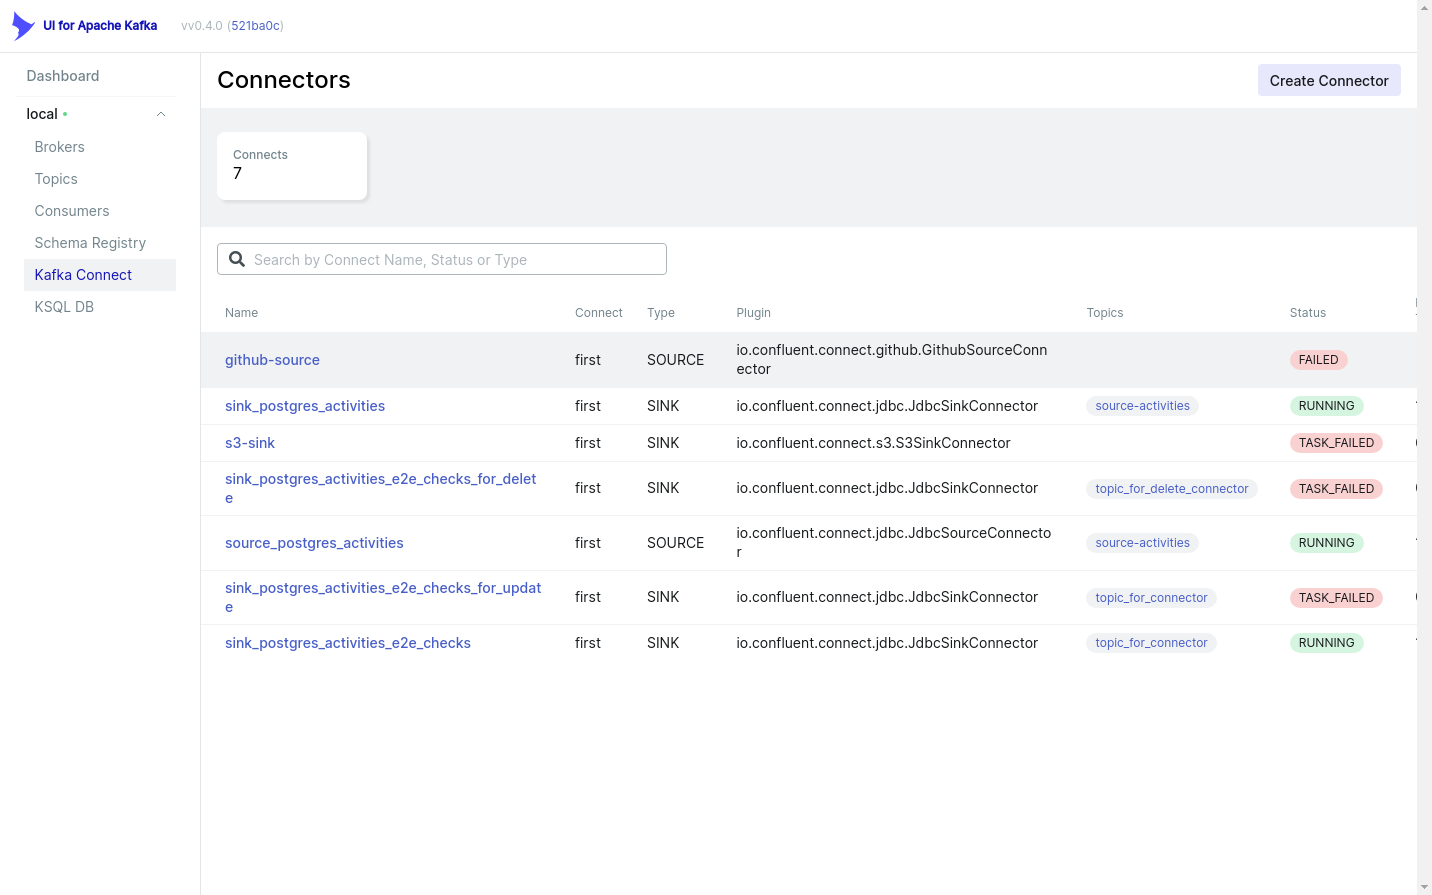 UI for Apache Kafka vv0.4.0 (521ba0c)
Dashboard
local
Brokers
Topics
Consumers
Schema Registry
Kafka Connect
KSQL DB
Connectors
Create Connector
Connects
7
Search by Connect Name, Status or Type
Name Connect Type Plugin Topics Status
github-source first SOURCE io.confluent.connect.github.GithubSourceConn
ector FAILED
sink_postgres_activities first SINK io.confluent.connect.jdbc.JdbcSinkConnector source-activities RUNNING
s3-sink first SINK io.confluent.connect.s3.S3SinkConnector TASK_FAILED
sink_postgres_activities_e2e_checks_for_delet
e first SINK io.confluent.connect.jdbc.JdbcSinkConnector topic_for_delete_connector TASK_FAILED
source_postgres_activities first SOURCE io.confluent.connect.jdbc.JdbcSourceConnecto
r source-activities RUNNING
sink_postgres_activities_e2e_checks_for_updat
e first SINK io.confluent.connect.jdbc.JdbcSinkConnector topic_for_connector TASK_FAILED
sink_postgres_activities_e2e_checks first SINK io.confluent.connect.jdbc.JdbcSinkConnector topic_for_connector RUNNING